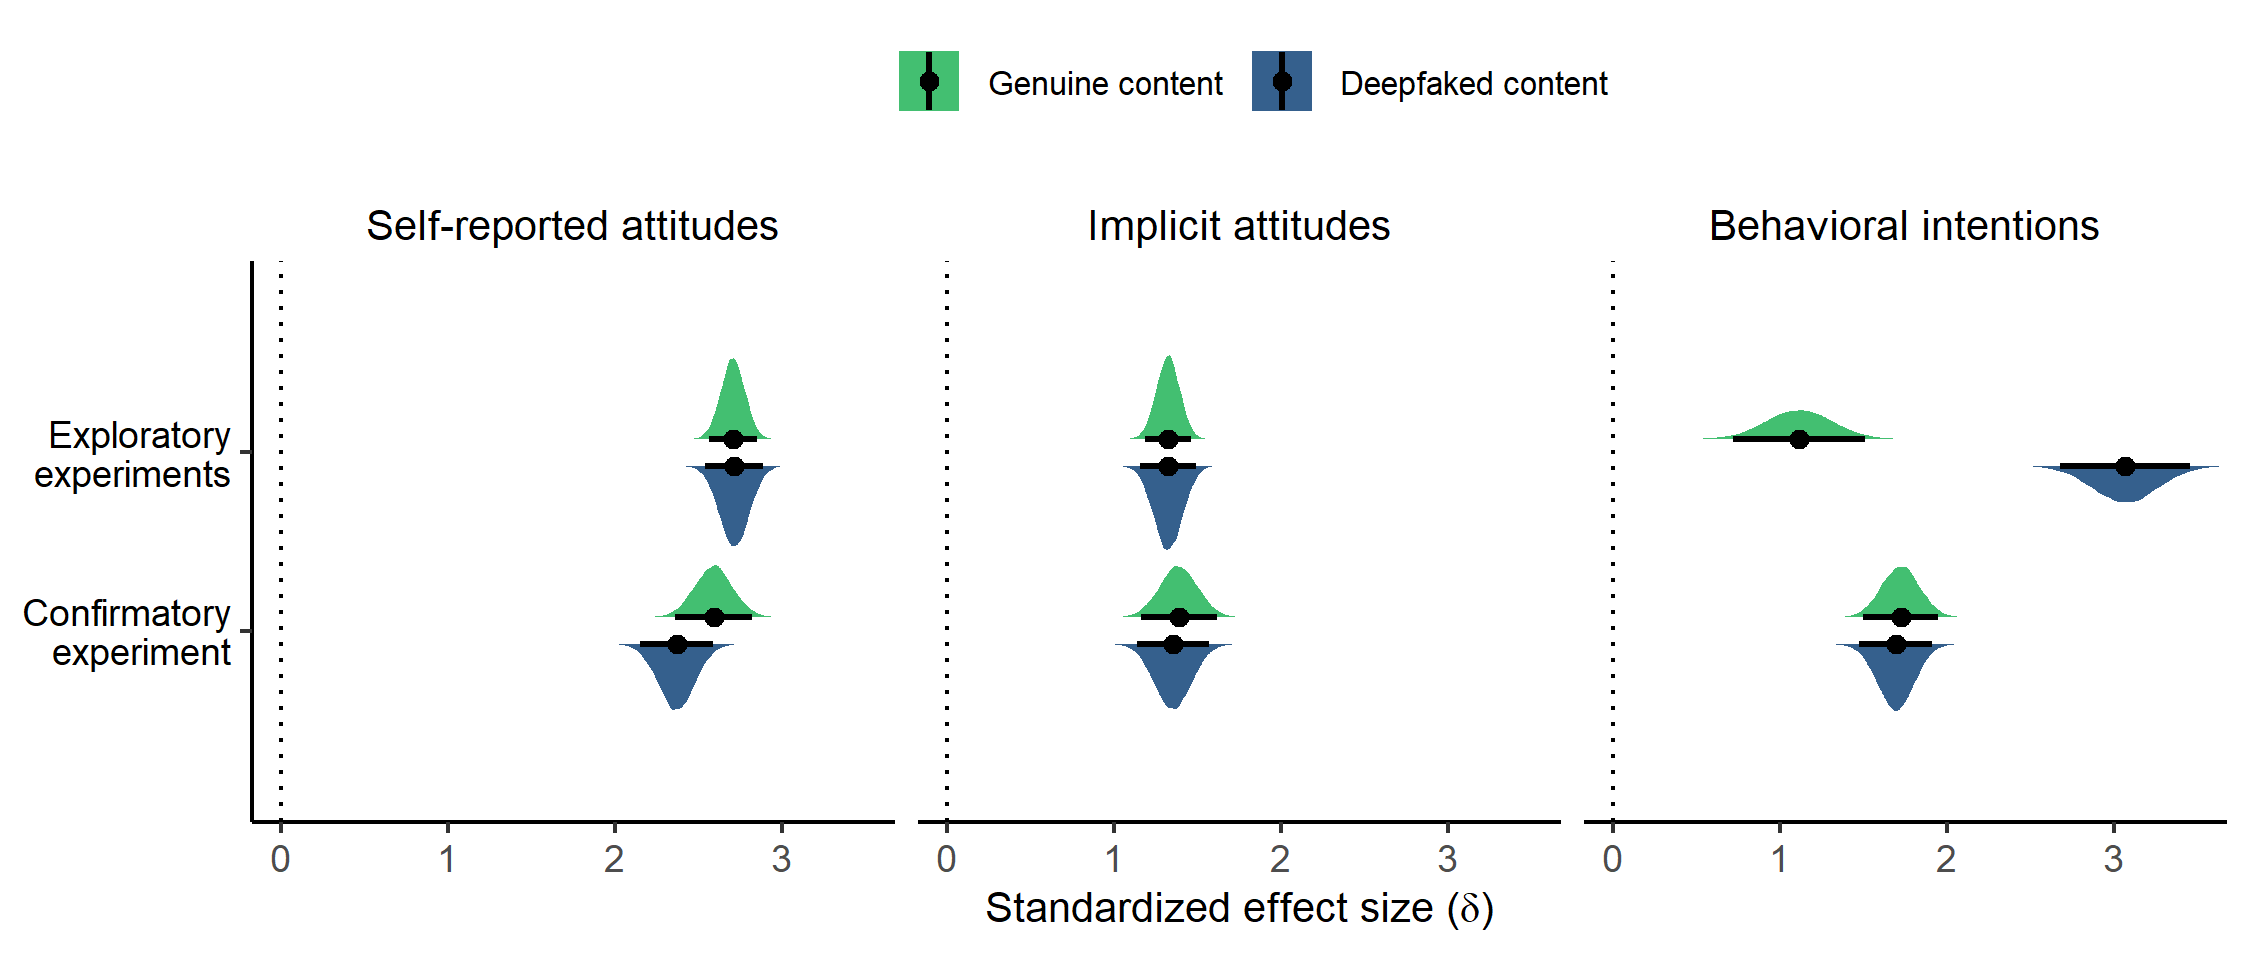 Genuine content
Deepfaked content
Self-reported attitudes
Implicit attitudes
Behavioral intentions
Exploratory
experiments
Confirmatory
experiment
0 1 2 3
0 1 2 3
0 1 2 3
Standardized effect size (δ)